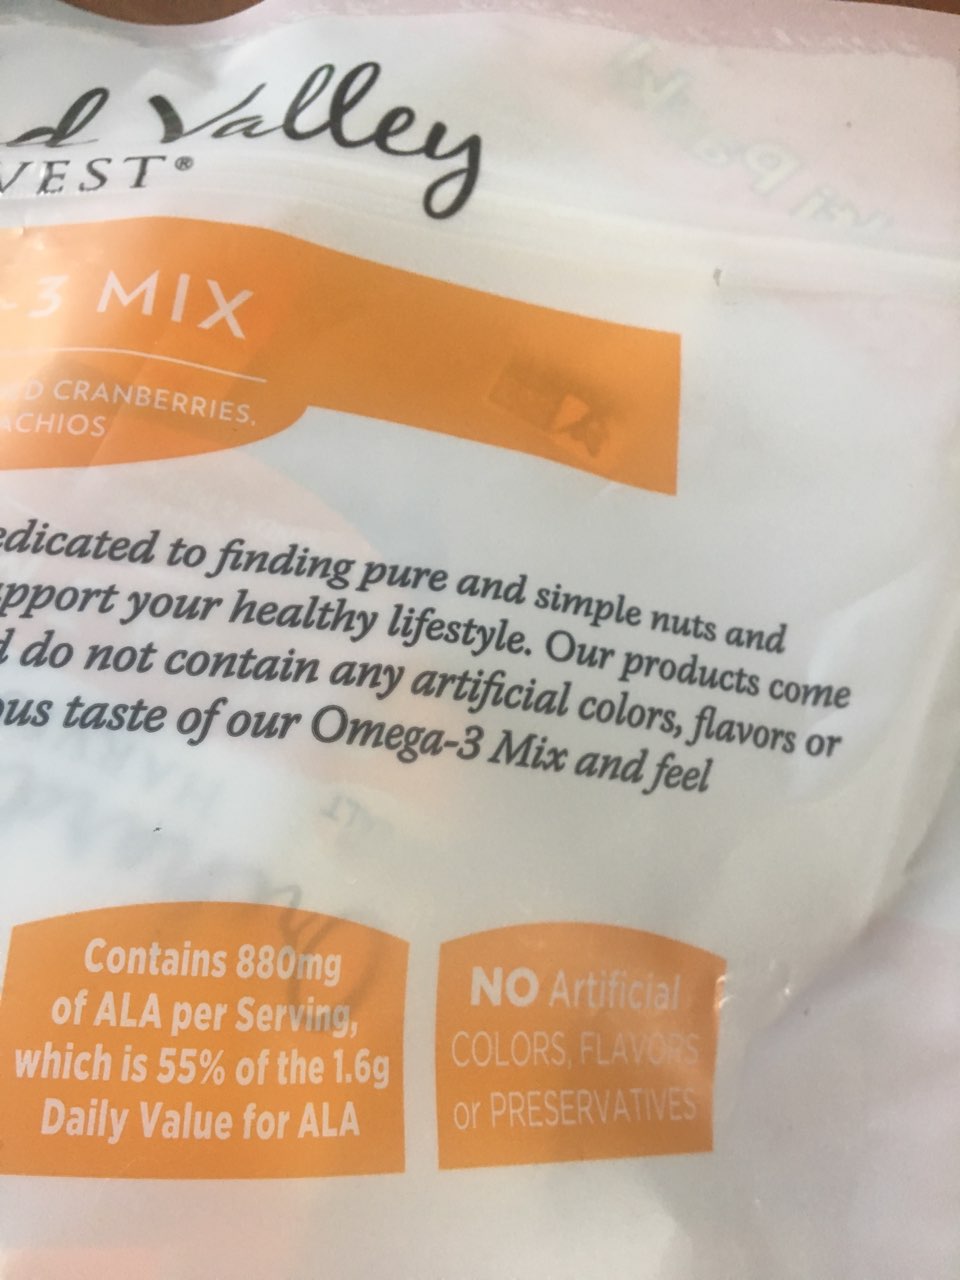 d Valley
VEST®
-3 MIX
D CRANBERRIES,
ACHIOS
edicated to finding pure and simple nuts and
pport your healthy lifestyle. Our products come
d do not contain any artificial colors, flavors or
ous taste of our Omega-3 Mix and feel
Contains 880mg
of ALA per Serving,
which is 55% of the 1.6g
Daily Value for ALA
NO Artificial
COLORS, FLAVORS
or PRESERVATIVES